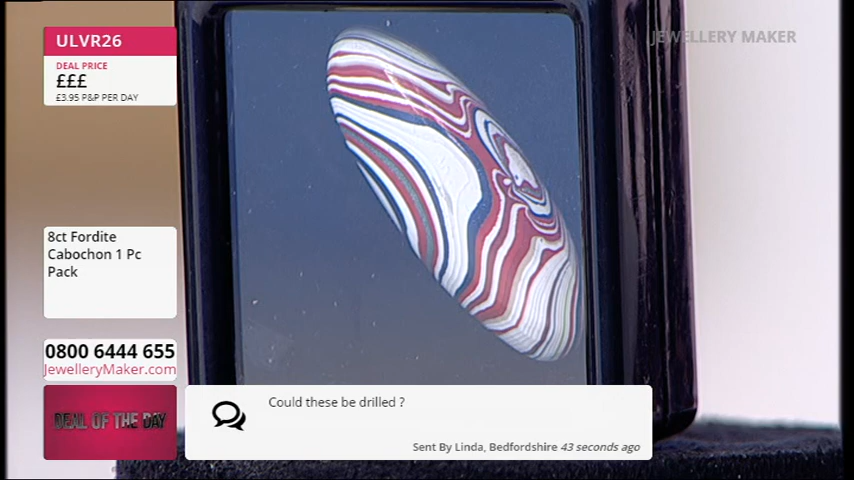 ULVR26
DEAL PRICE
£££
£3.95 P&P PER DAY
JEWELLERY MAKER
8ct Fordite
Cabochon 1 Pc
Pack
0800 6444 655
JewelleryMaker.com
DEAL OF THE DAY
Could these be drilled ?
Sent By Linda, Bedfordshire 43 seconds ago